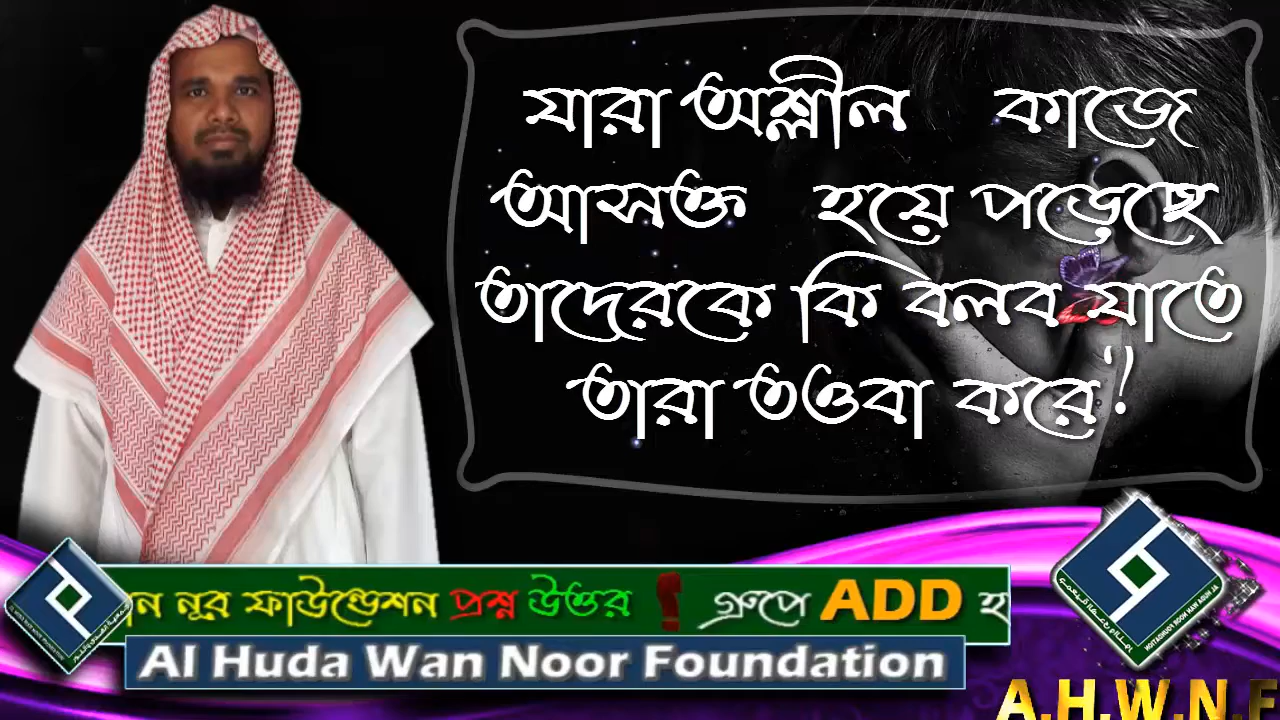 যারা অশ্লীল কাজে
আসক্ত হয়ে পড়েছে
তাদেরকে কি বলব যাতে
তারা তওবা করে?
ন নূর ফাউন্ডেশন প্রশ্ন উত্তর ! গ্রুপে ADD হ
Al Huda Wan Noor Foundation
A.H.W.N.F